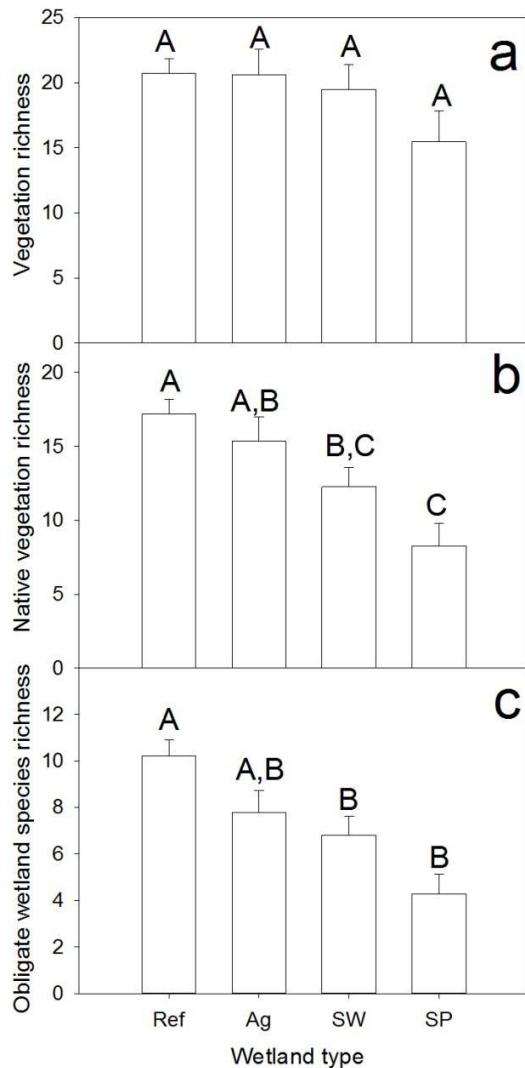 25
20
15
10
5
0
Vegetation richness
A
A
A
A
a
20
15
10
5
0
Native vegetation richness
A
A,B
B,C
C
b
12
10
8
6
4
2
0
Obligate wetland species richness
A
A,B
B
B
c
Ref Ag SW SP
Wetland type